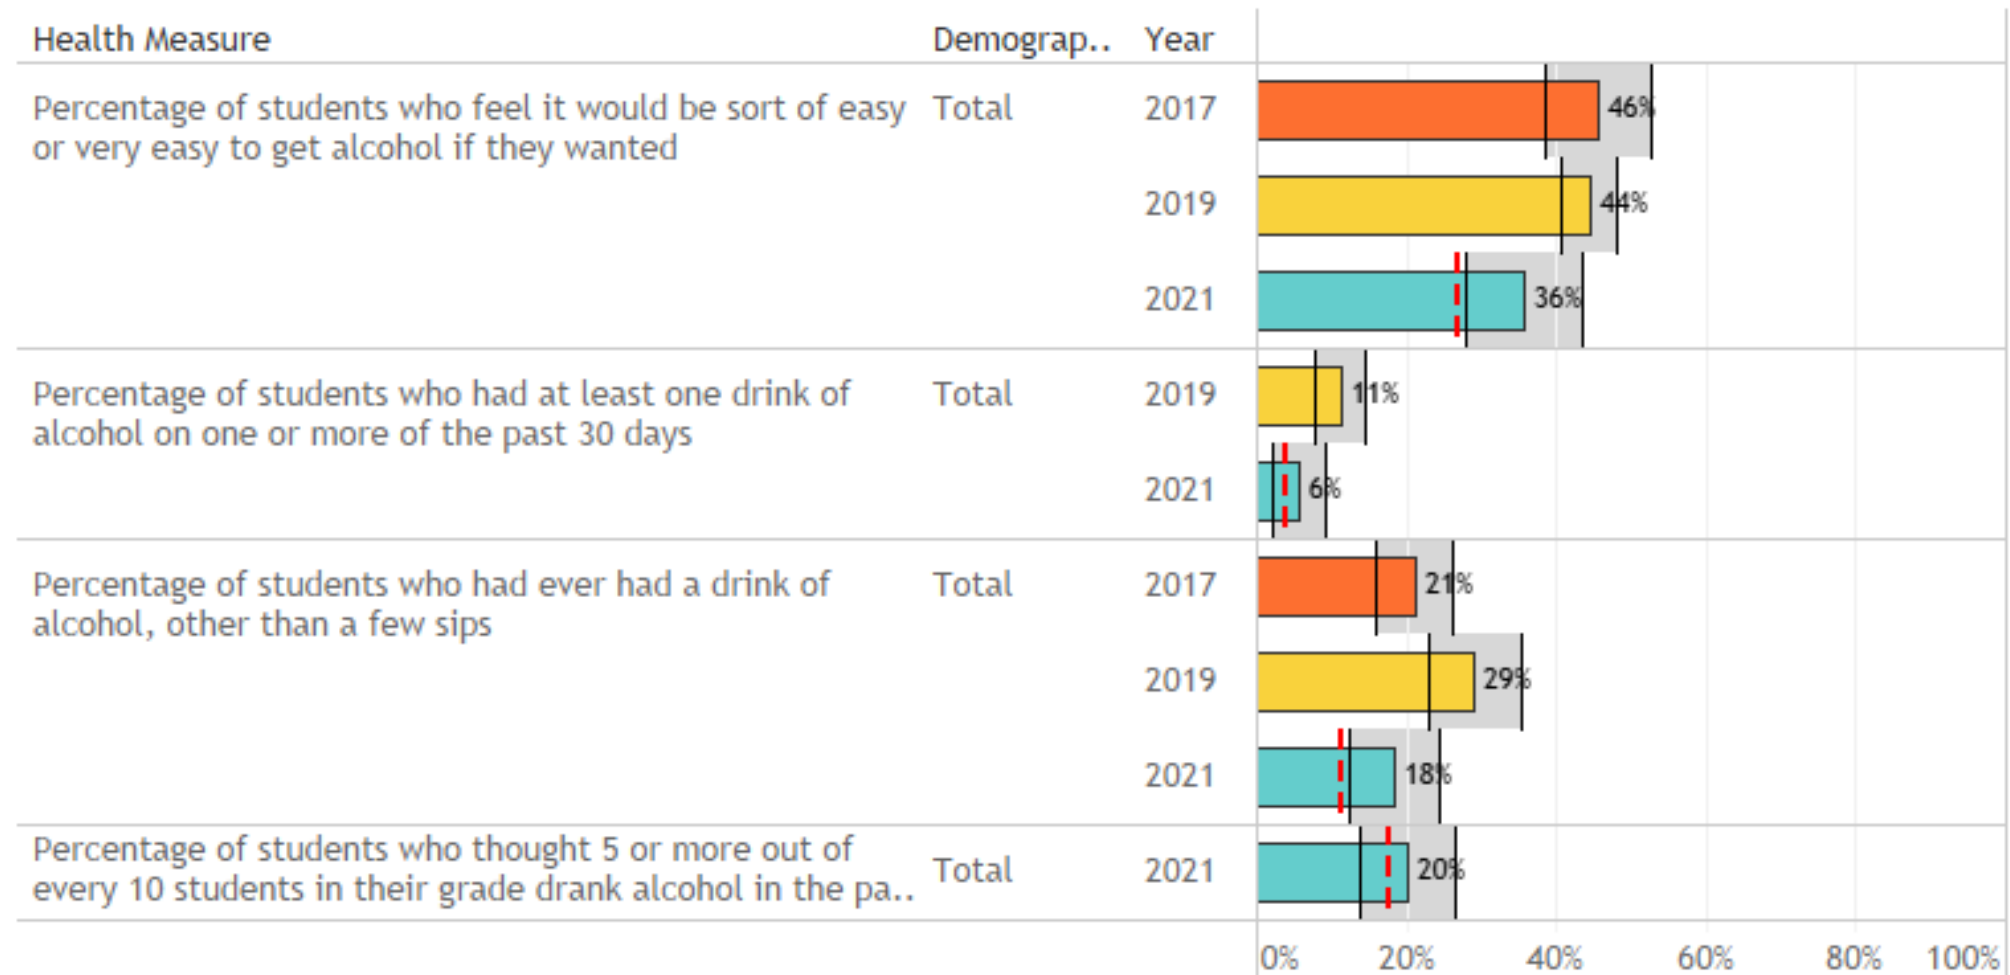 Health Measure Demograp.. Year
Percentage of students who feel it would be sort of easy Total 2017 46%
or very easy to get alcohol if they wanted
2019 44%
2021 36%
Percentage of students who had at least one drink of Total 2019 11%
alcohol on one or more of the past 30 days
2021 6%
Percentage of students who had ever had a drink of Total 2017 21%
alcohol, other than a few sips
2019 29%
2021 18%
Percentage of students who thought 5 or more out of
every 10 students in their grade drank alcohol in the pa.. Total 2021 20%
0% 20% 40% 60% 80% 100%